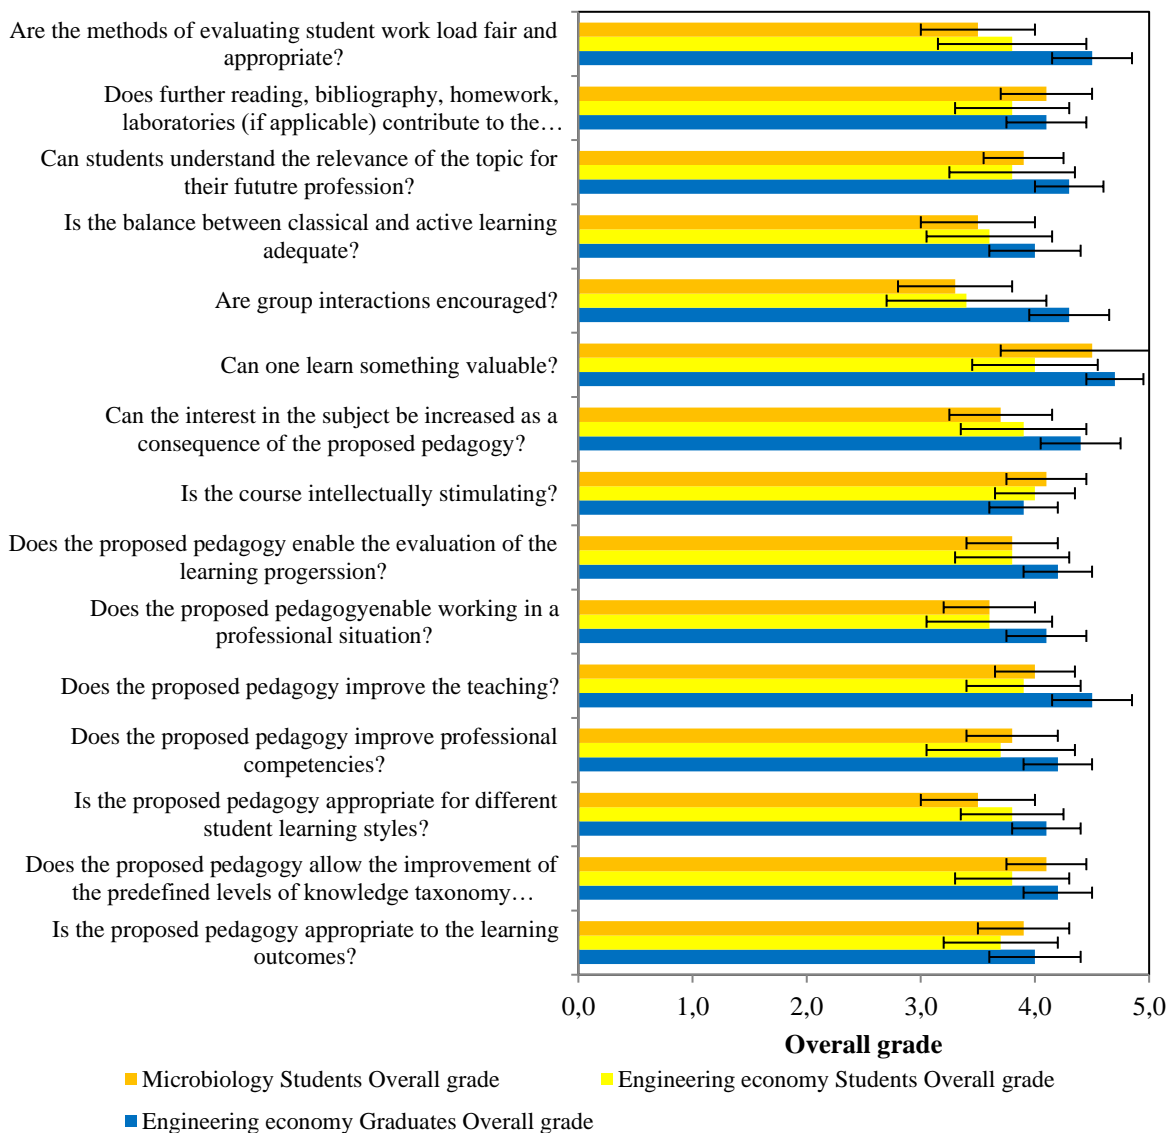 Are the methods of evaluating student work load fair and
appropriate?
Does further reading, bibliography, homework,
laboratories (if applicable) contribute to the…
Can students understand the relevance of the topic for
their fututre profession?
Is the balance between classical and active learning
adequate?
Are group interactions encouraged?
Can one learn something valuable?
Can the interest in the subject be increased as a
consequence of the proposed pedagogy?
Is the course intellectually stimulating?
Does the proposed pedagogy enable the evaluation of the
learning progerssion?
Does the proposed pedagogyenable working in a
professional situation?
Does the proposed pedagogy improve the teaching?
Does the proposed pedagogy improve professional
competencies?
Is the proposed pedagogy appropriate for different
student learning styles?
Does the proposed pedagogy allow the improvement of
the predefined levels of knowledge taxonomy…
Is the proposed pedagogy appropriate to the learning
outcomes?
0,0 1,0 2,0 3,0 4,0 5,0
Overall grade
Microbiology Students Overall grade Engineering economy Students Overall grade
Engineering economy Graduates Overall grade